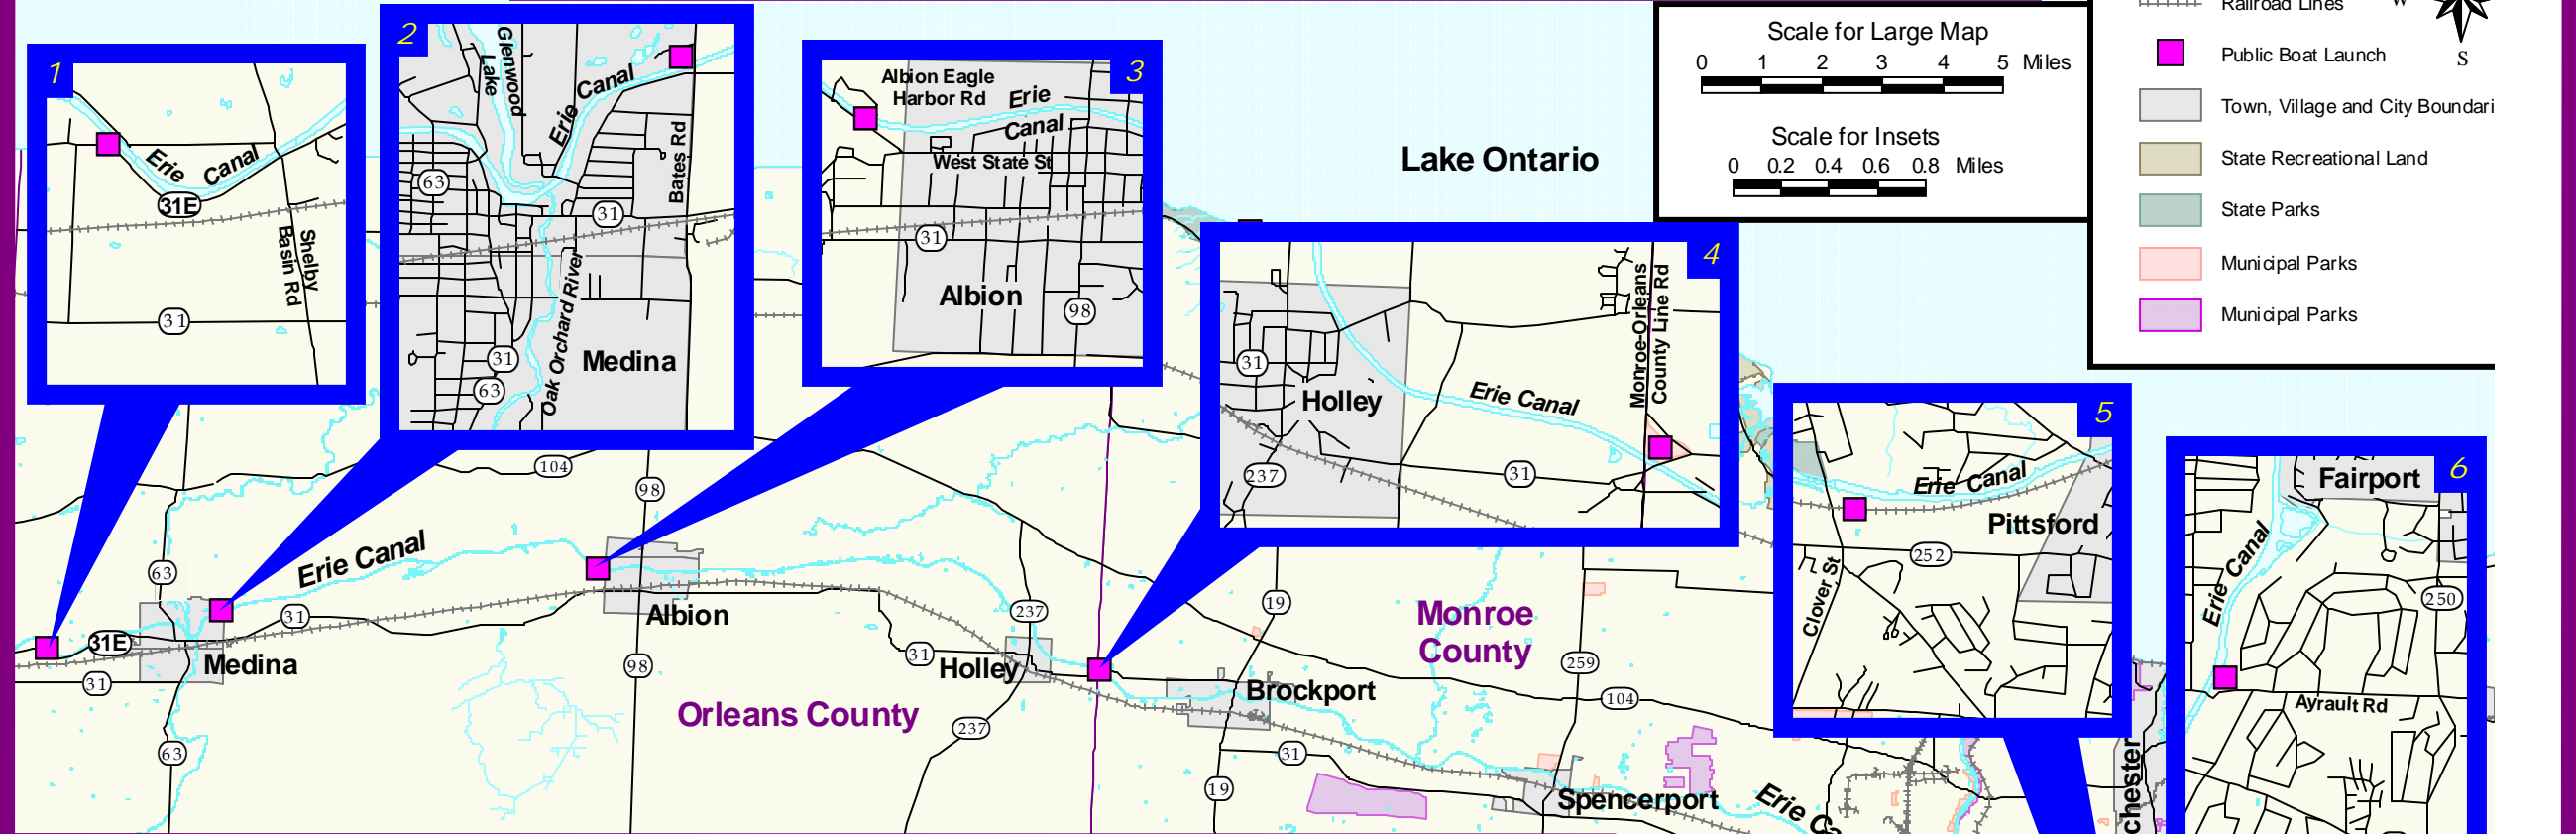 1
Erie Canal
31E
Shelby
Basin Rd
31
2
Glenwood
Lake
Erie Canal
63
Bates Rd
31
Oak Orchard River
31
Medina
63
3
Albion Eagle
Harbor Rd
Erie
Canal
West State St
31
Albion
98
Lake Ontario
Scale for Large Map
0 1 2 3 4 5 Miles
Scale for Insets
0 0.2 0.4 0.6 0.8 Miles
Railroad Lines
W
S
Public Boat Launch
Town, Village and City Boundari
State Recreational Land
State Parks
Municipal Parks
Municipal Parks
4
Monroe-Orleans
County Line Rd
31
Holley
Erie Canal
237
31
5
Erie Canal
Pittsford
252
Clover St
6
Fairport
Erie Canal
250
Ayrault Rd
104
98
Erie Canal
63
31
31E
Medina
31
63
Albion
98
237
31
Holley
Orleans County
237
19
Monroe
County
259
104
Brockport
31
19
Spencerport
Erie Ca
chester